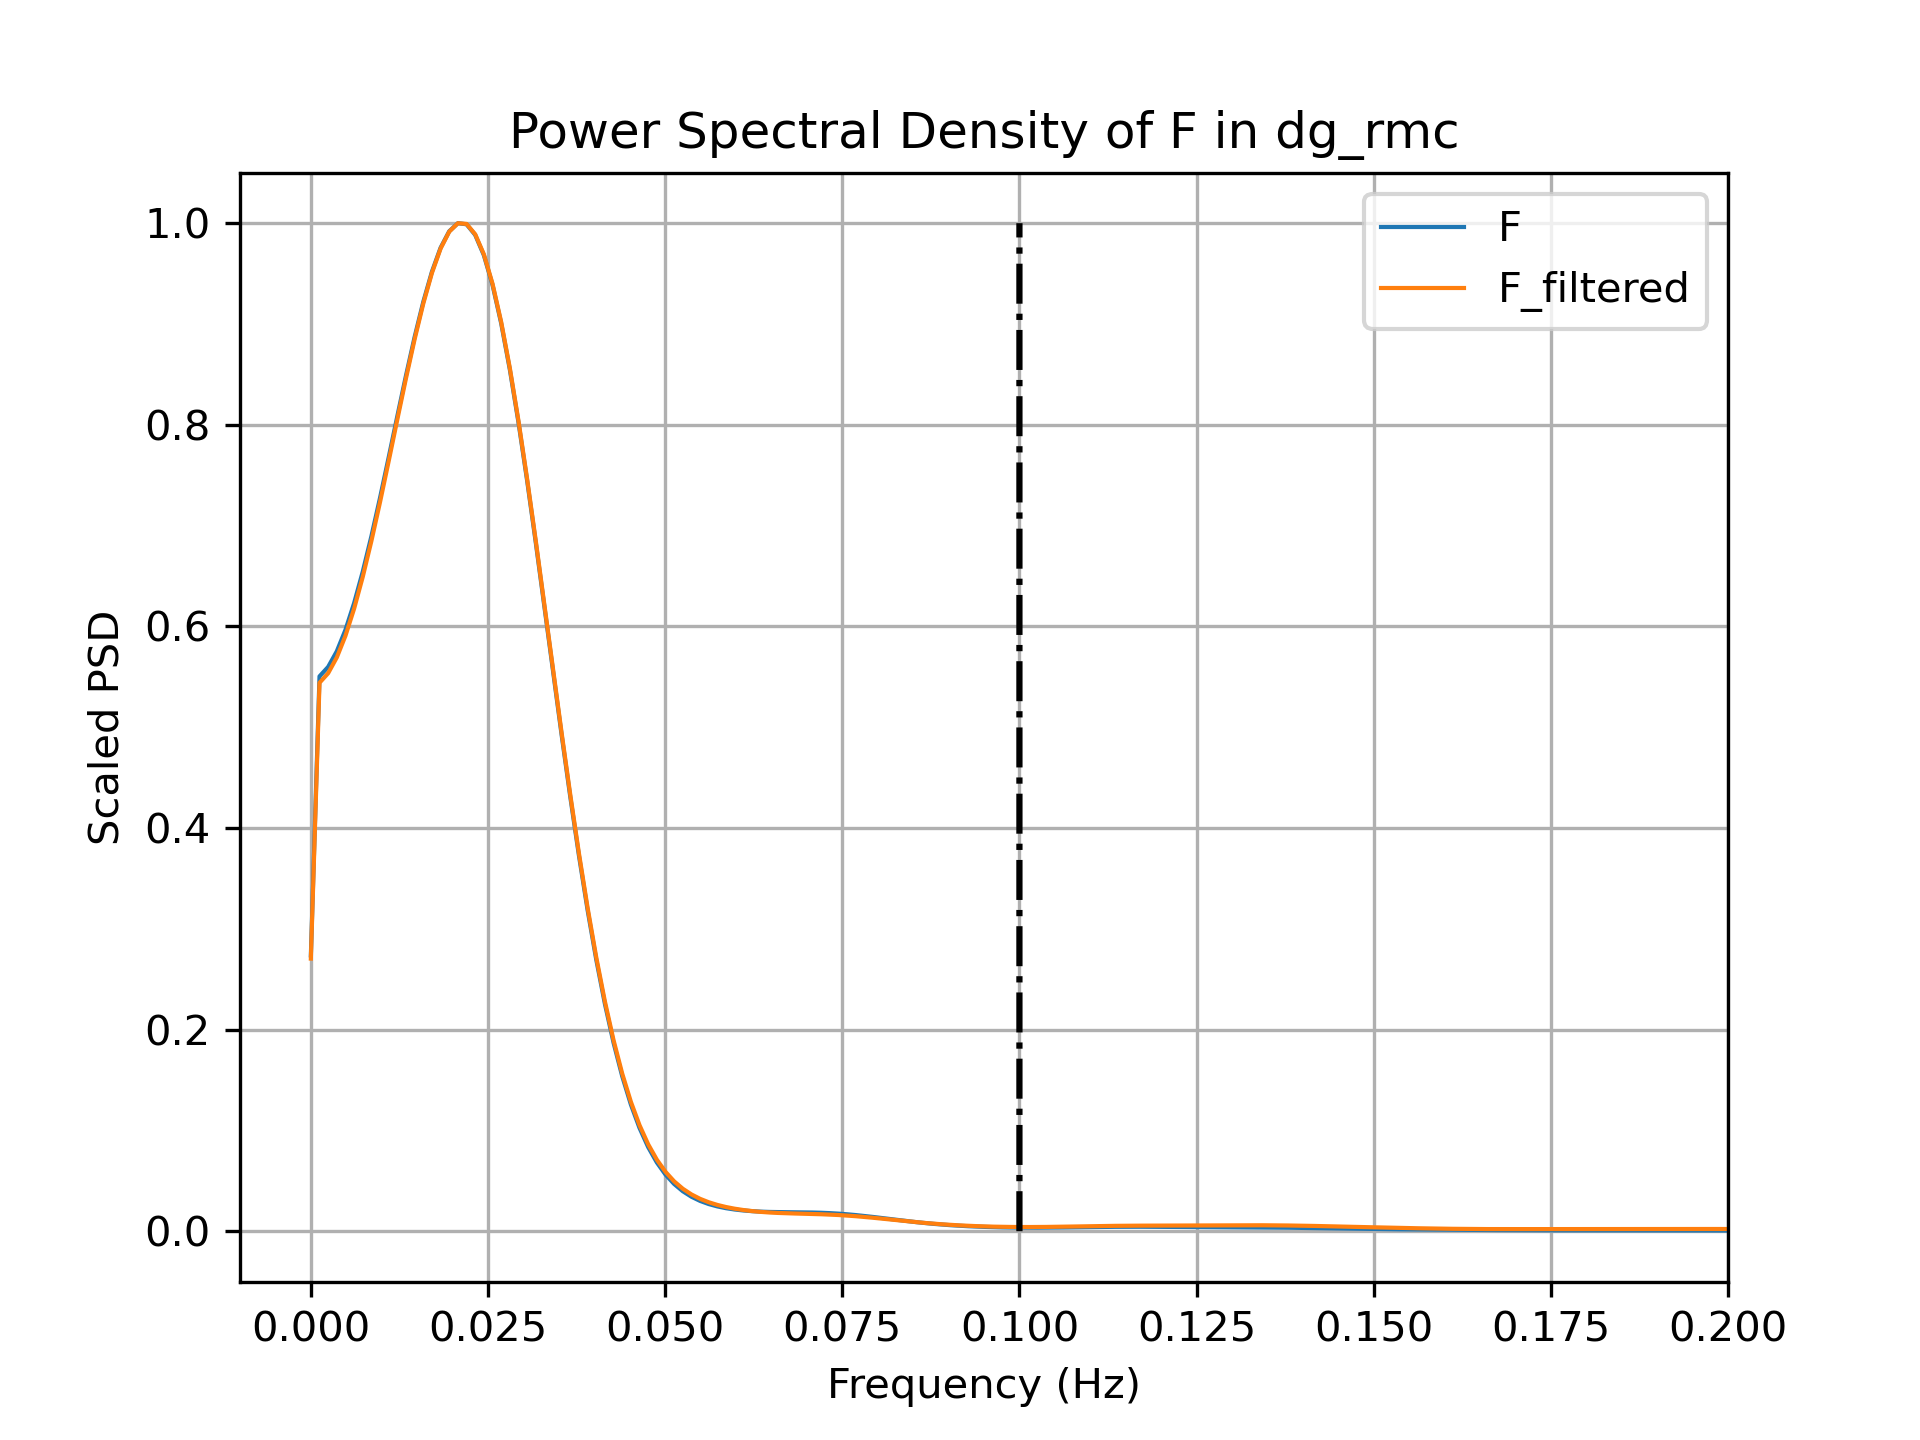 Power Spectral Density of F in dg_rmc
F
F_filtered
1.0
0.8
0.6
0.4
0.2
0.0
Scaled PSD
0.000 0.025 0.050 0.075 0.100 0.125 0.150 0.175 0.200
Frequency (Hz)